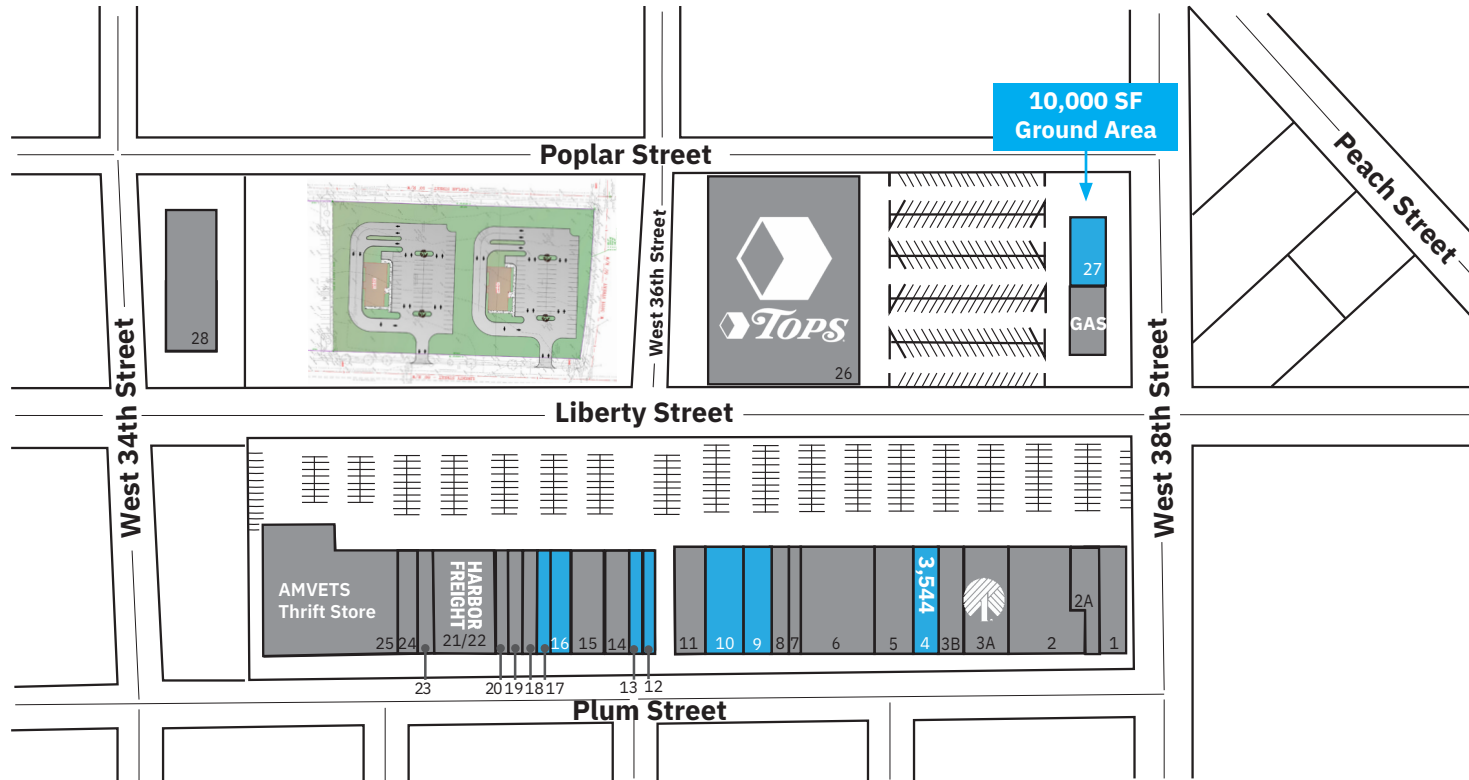 10,000 SF
Ground Area
Poplar Street
Peach Street
West 36th Street
West 34th Street
West 38th Street
28
TOPS
26
27
GAS
Liberty Street
AMVETS
Thrift Store
HARBOR
FREIGHT
3,544
25
24
21/22
16
15
14
11
10
9
8
7
6
5
4
3B
3A
2
2A
1
23
20
19
18
17
13
12
Plum Street